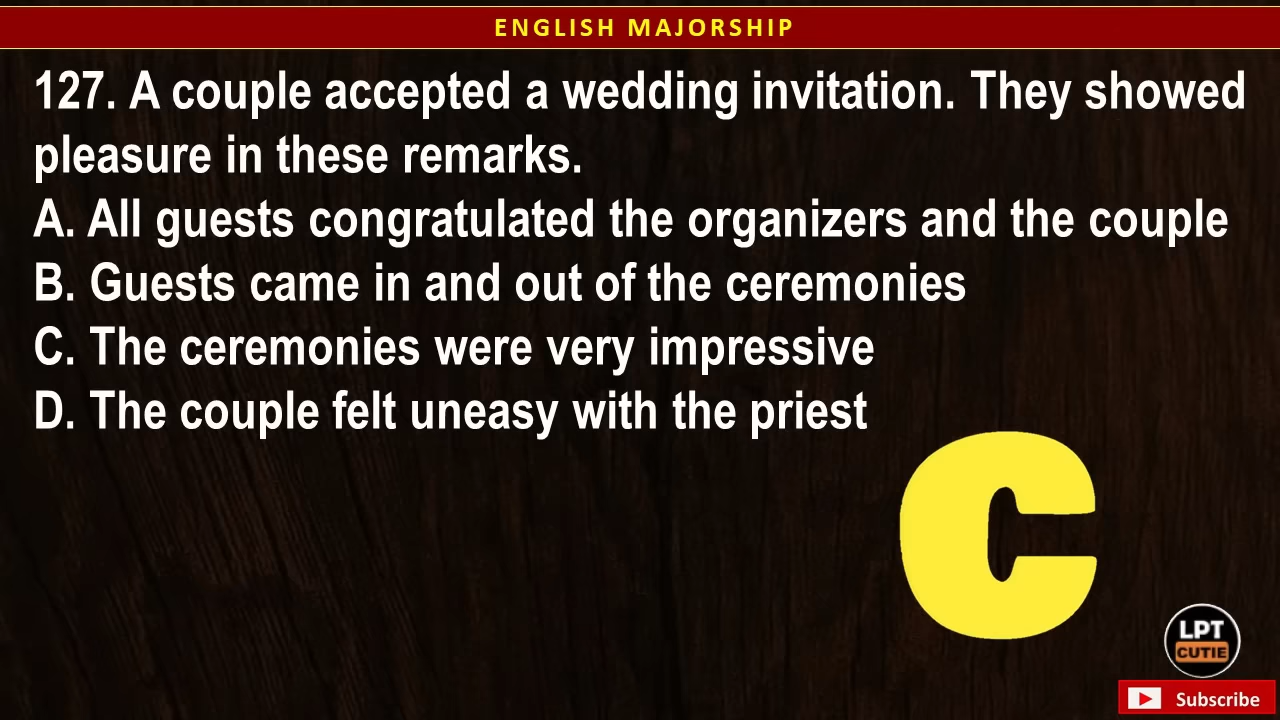 ENGLISH MAJORSHIP
127. A couple accepted a wedding invitation. They showed
pleasure in these remarks.
A. All guests congratulated the organizers and the couple
B. Guests came in and out of the ceremonies
C. The ceremonies were very impressive
D. The couple felt uneasy with the priest
C
LPT
CUTIE
Subscribe